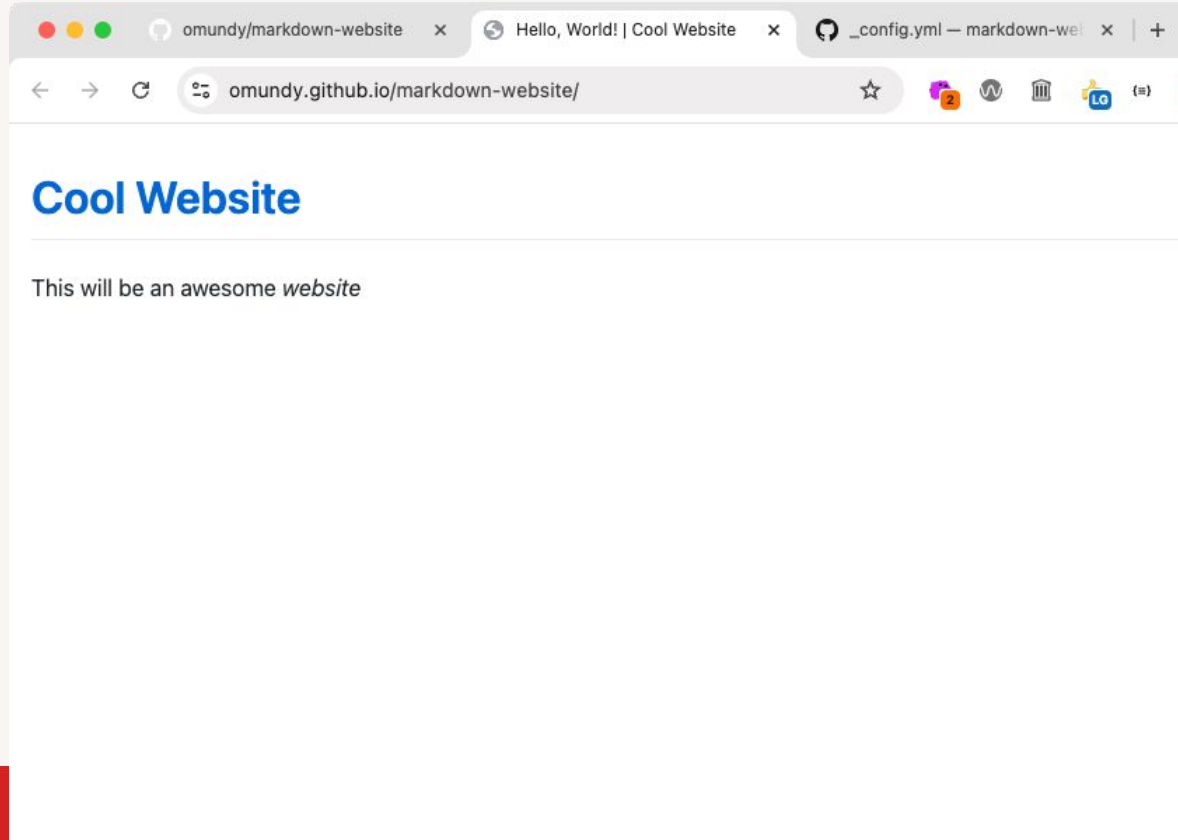 omundy/markdown-website
Hello, World! | Cool Website
_config.yml — markdown-we
omundy.github.io/markdown-website/
2
LG
{=}
Cool Website
This will be an awesome website